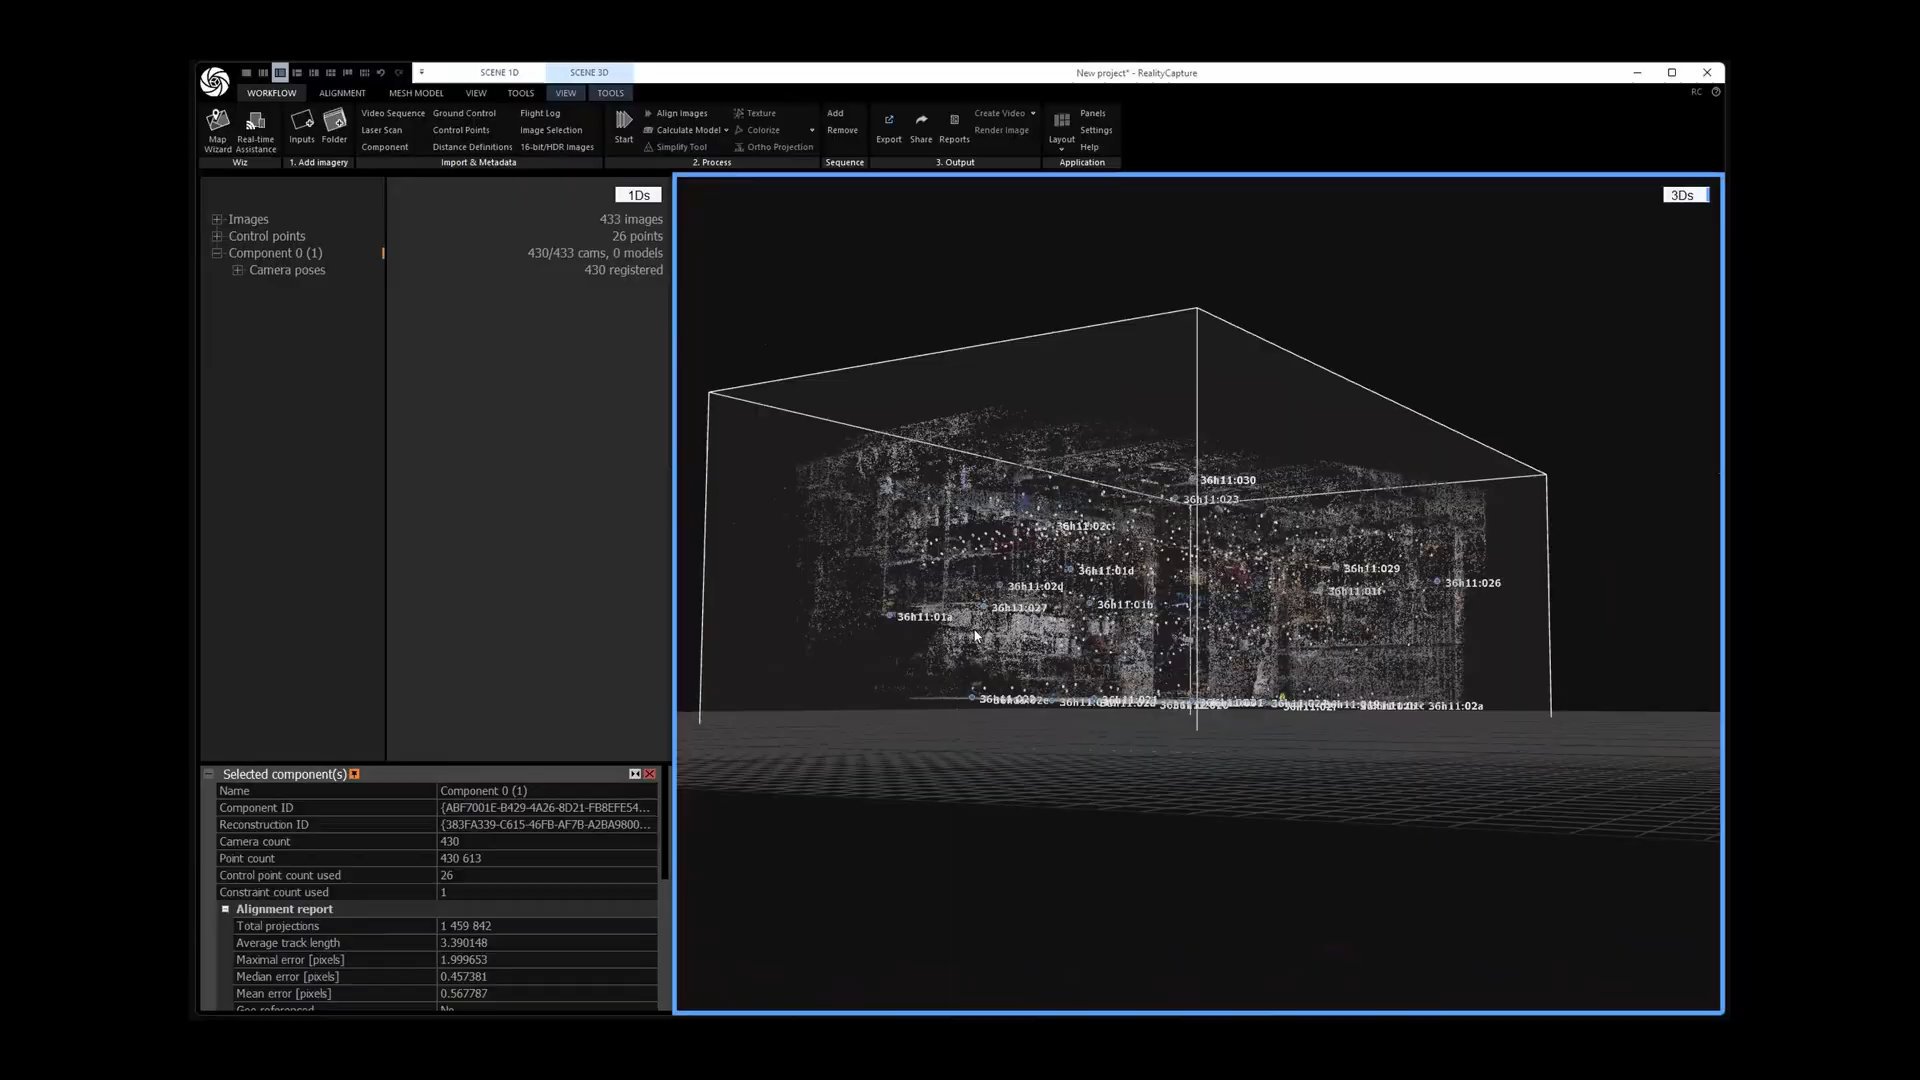 SCENE 1D
SCENE 3D
New project* - RealityCapture
WORKFLOW
ALIGNMENT
MESH MODEL
VIEW
TOOLS
VIEW
TOOLS
RC
Map Wizard
Real-time Assistance
Wiz
Inputs
Folder
1. Add imagery
Video Sequence
Ground Control
Flight Log
Laser Scan
Control Points
Image Selection
Component
Distance Definitions
16-bit/HDR Images
Import & Metadata
Start
Align Images
Texture
Calculate Model
Colorize
Simplify Tool
Ortho Projection
2. Process
Add
Remove
Sequence
Export
Share
Reports
Create Video
Render Image
3. Output
Layout
Panels
Settings
Help
Application
1Ds
Images
433 images
Control points
26 points
Component 0 (1)
430/433 cams, 0 models
Camera poses
430 registered
3Ds
36h11:030
36h11:023
36h11:02c
36h11:01d
36h11:029
36h11:026
36h11:02d
36h11:01f
36h11:027
36h11:01b
36h11:01a
36h11:02a
Selected component(s)
Name Component 0 (1)
Component ID {ABF7001E-B429-4A26-8D21-FB8EFE54...
Reconstruction ID {383FA339-C615-46FB-AF7B-A2BA9800...
Camera count 430
Point count 430 613
Control point count used 26
Constraint count used 1
Alignment report
Total projections 1 459 842
Average track length 3.390148
Maximal error [pixels] 1.999653
Median error [pixels] 0.457381
Mean error [pixels] 0.567787
Geo referenced No